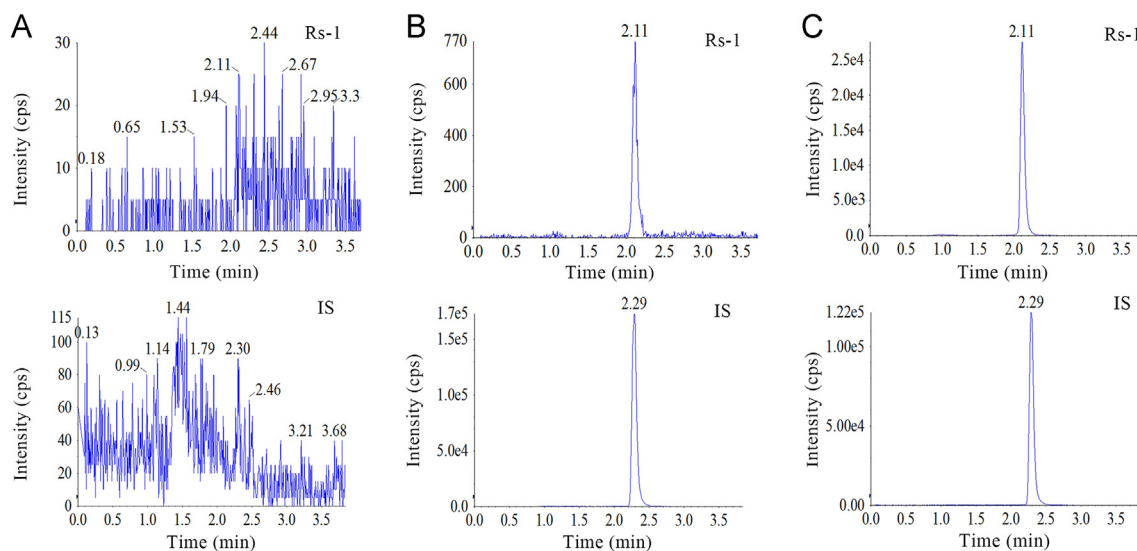 A
Rs-1
Intensity (cps)
30
20
10
0
0.18
0.65
1.53
1.94
2.11
2.44
2.67
2.95
3.3
0.0 0.5 1.0 1.5 2.0 2.5 3.0 3.5
Time (min)
B
Rs-1
Intensity (cps)
770
600
400
200
0
2.11
0.0 0.5 1.0 1.5 2.0 2.5 3.0 3.5
Time (min)
C
Rs-1
Intensity (cps)
2.5e4
2.0e4
1.5e4
1.0e4
5.0e3
0.0
2.11
0.0 0.5 1.0 1.5 2.0 2.5 3.0 3.5
Time (min)
IS
Intensity (cps)
115
100
80
60
40
20
0
0.13
0.99
1.14
1.44
1.79
2.30
2.46
3.21
3.68
0.0 0.5 1.0 1.5 2.0 2.5 3.0 3.5
Time (min)
IS
Intensity (cps)
1.7e5
1.5e5
1.0e5
5.0e4
0.0
2.29
0.0 0.5 1.0 1.5 2.0 2.5 3.0 3.5
Time (min)
IS
Intensity (cps)
1.22e5
1.00e5
5.00e4
0.00
2.29
0.0 0.5 1.0 1.5 2.0 2.5 3.0 3.5
Time (min)